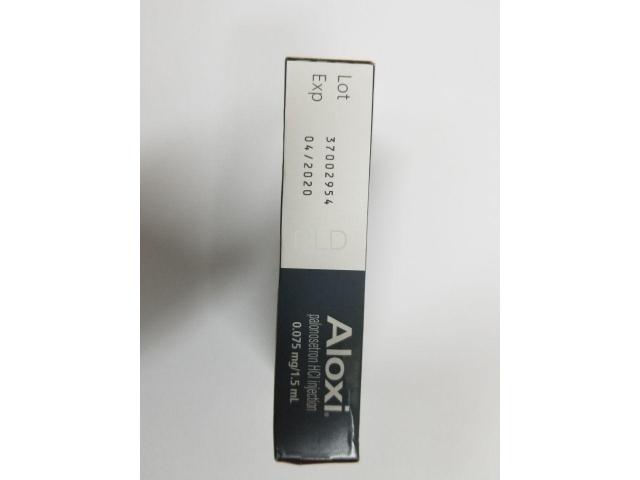 Lot 37002954
Exp 04/2020
Aloxi®
palonosetron HCl injection
0.075 mg/1.5 mL